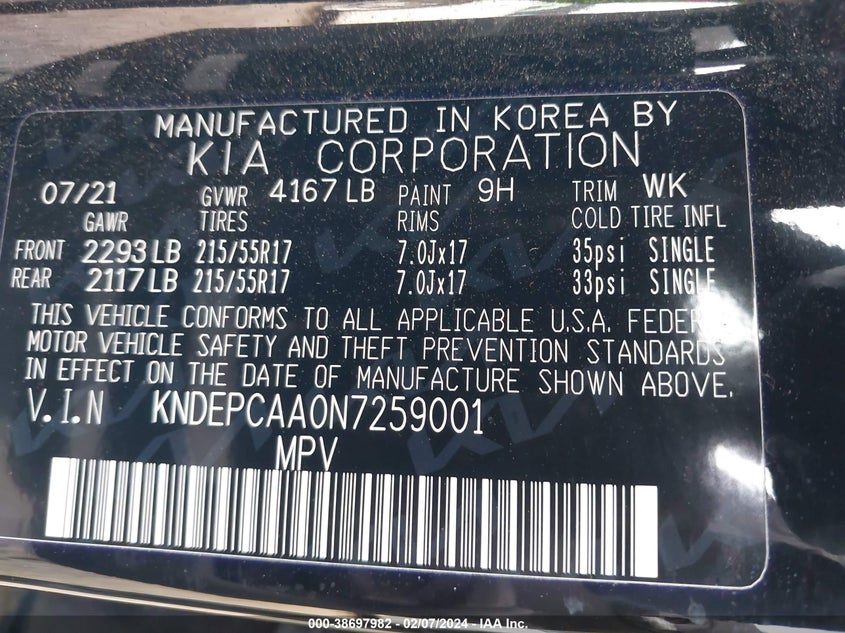 MANUFACTURED IN KOREA BY
KIA CORPORATION
07/21 GVWR 4167 LB PAINT 9H TRIM WK
GAWR TIRES RIMS COLD TIRE INFL
FRONT 2293 LB 215/55R17 7.0Jx17 35psi SINGLE
REAR 2117 LB 215/55R17 7.0Jx17 33psi SINGLE
THIS VEHICLE CONFORMS TO ALL APPLICABLE U.S.A. FEDER
MOTOR VEHICLE SAFETY AND THEFT PREVENTION STANDARDS
IN EFFECT ON THE DATE OF MANUFACTURE SHOWN ABOVE.
V.I.N KNDEPCAA0N7259001
MPV
000-38697982 - 02/07/2024 - IAA Inc.